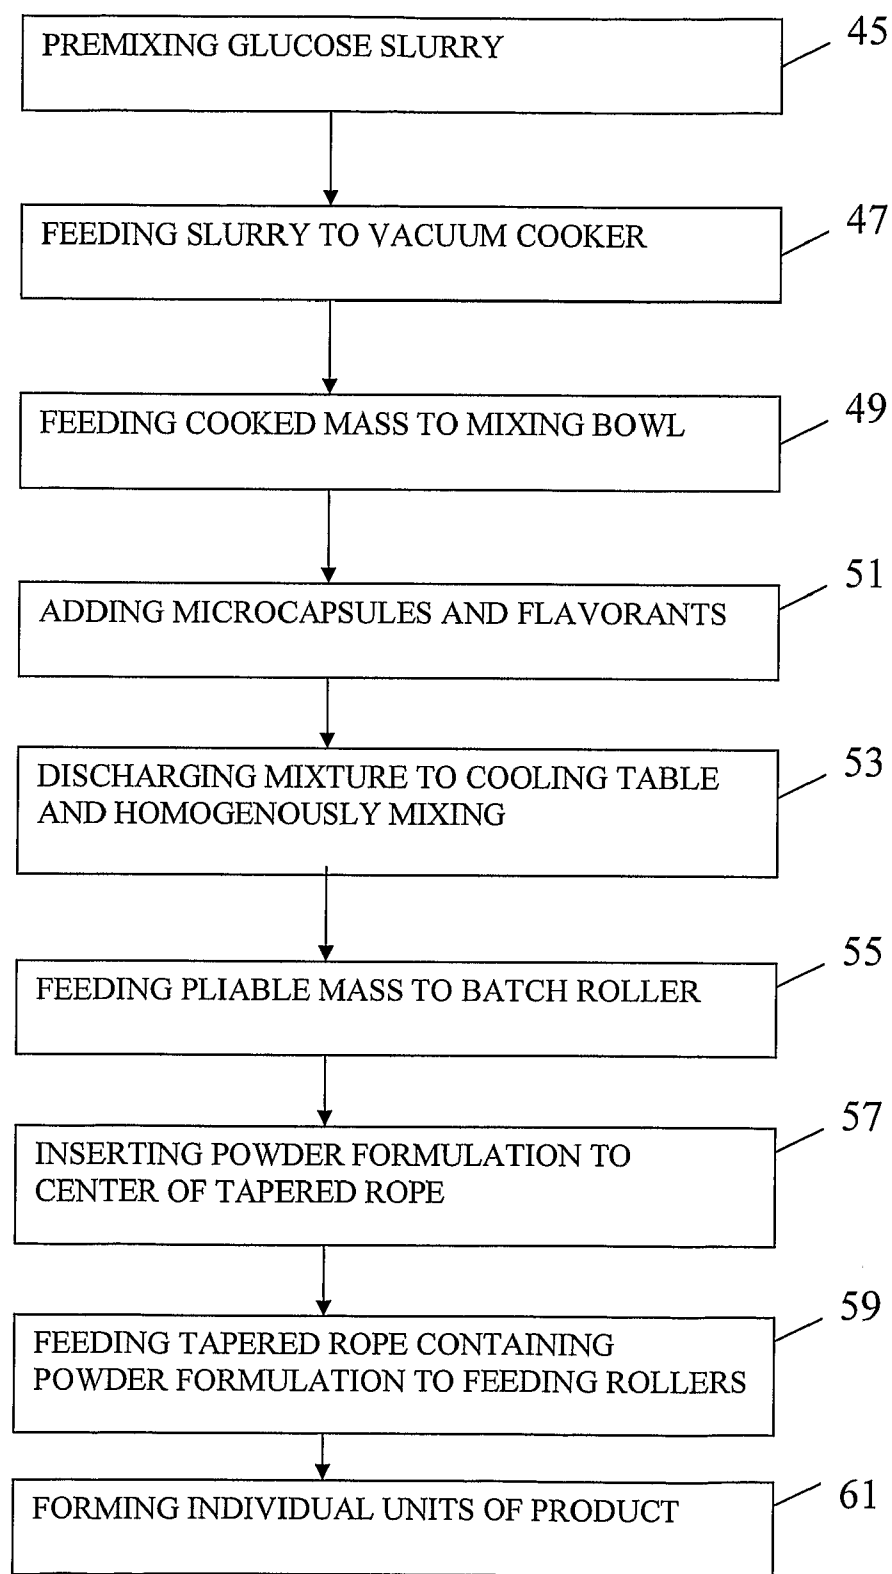 PREMIXING GLUCOSE SLURRY
45
FEEDING SLURRY TO VACUUM COOKER
47
FEEDING COOKED MASS TO MIXING BOWL
49
ADDING MICROCAPSULES AND FLAVORANTS
51
DISCHARGING MIXTURE TO COOLING TABLE
AND HOMOGENOUSLY MIXING
53
FEEDING PLIABLE MASS TO BATCH ROLLER
55
INSERTING POWDER FORMULATION TO
CENTER OF TAPERED ROPE
57
FEEDING TAPERED ROPE CONTAINING
POWDER FORMULATION TO FEEDING ROLLERS
59
FORMING INDIVIDUAL UNITS OF PRODUCT
61